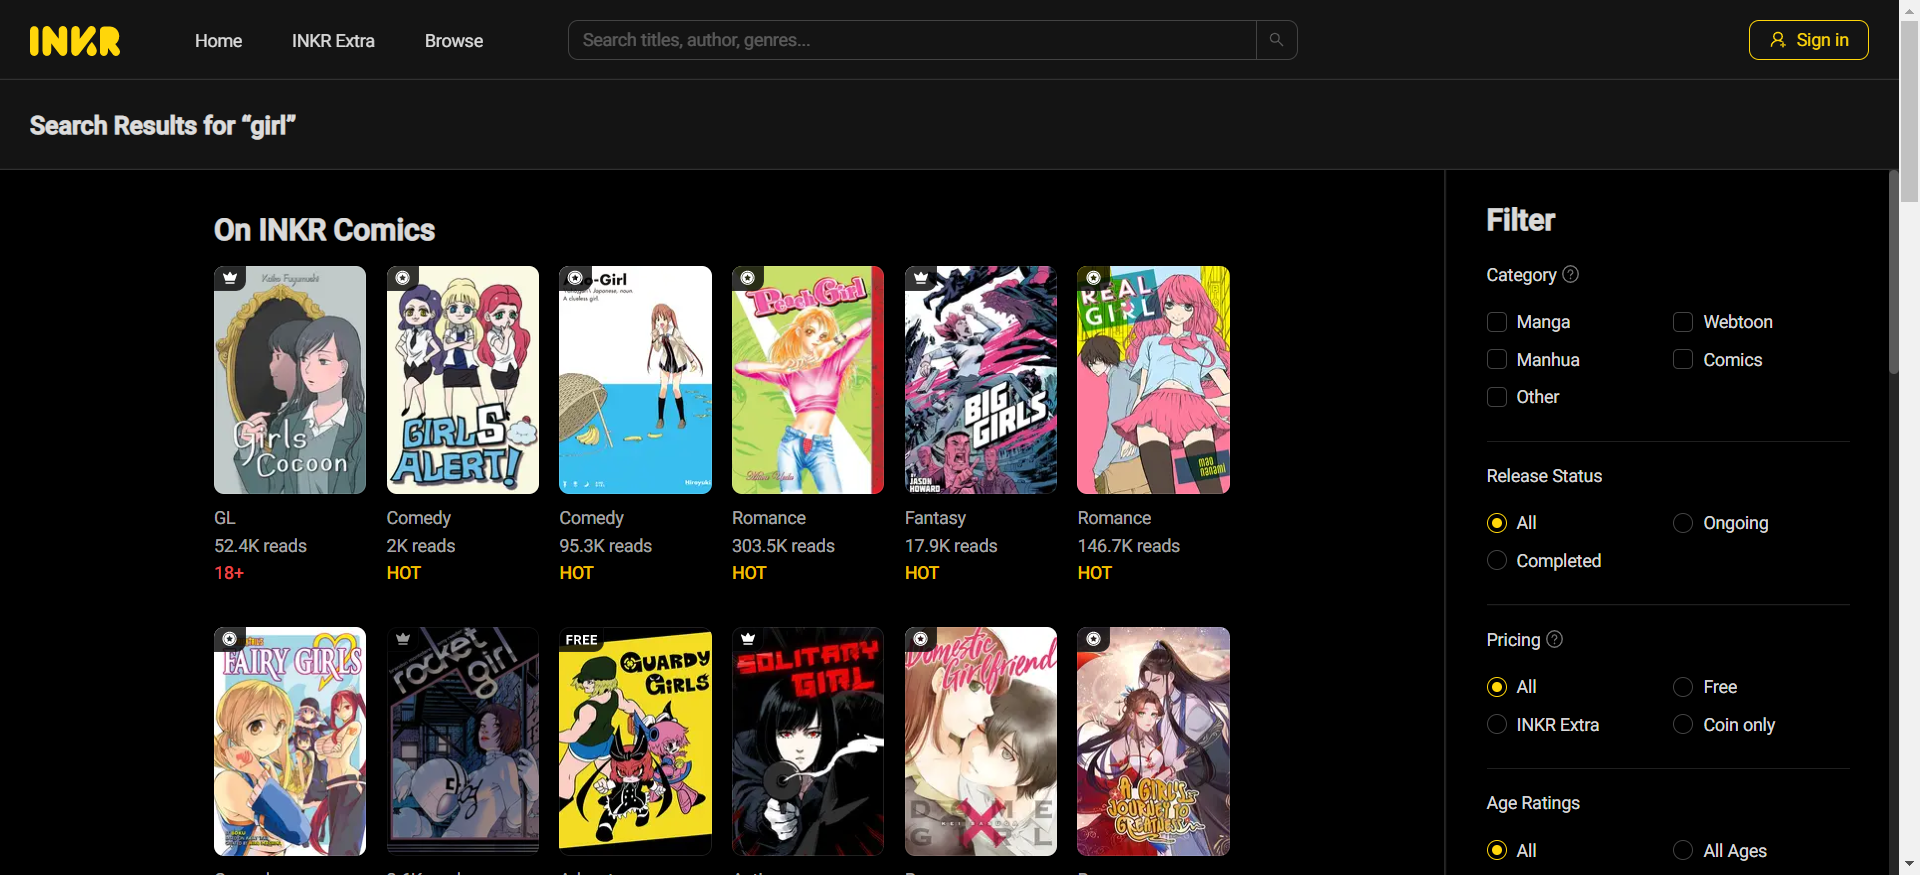 INKR
Home
INKR Extra
Browse
Search titles, author, genres...
Sign in
Search Results for “girl”
On INKR Comics
Girls'
Cocoon
GL
52.4K reads
18+
GIRLS
ALERT!
Comedy
2K reads
HOT
-Girl
Japanese, noun.
A clueless girl.
Hiroyuki
Comedy
95.3K reads
HOT
Peach Girl
Romance
303.5K reads
HOT
BIG
GIRLS
JASON
HOWARD
Fantasy
17.9K reads
HOT
REAL
GIRL
mao
nanami
Romance
146.7K reads
HOT
FAIRY GIRLS
rocket
girl
FREE
GUARDY
GIRLS
SOLITARY
GIRL
Domestic
Girlfriend
A GIRL'S
JOURNEY TO
GREATNESS
Filter
Category
Manga
Webtoon
Manhua
Comics
Other
Release Status
All
Ongoing
Completed
Pricing
All
Free
INKR Extra
Coin only
Age Ratings
All
All Ages